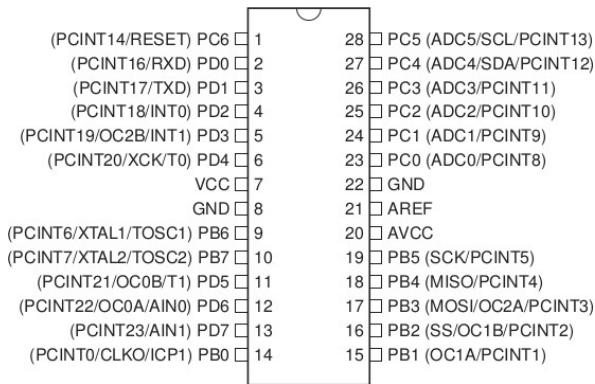 (PCINT14/RESET) PC6 1 28 PC5 (ADC5/SCL/PCINT13)
(PCINT16/RXD) PD0 2 27 PC4 (ADC4/SDA/PCINT12)
(PCINT17/TXD) PD1 3 26 PC3 (ADC3/PCINT11)
(PCINT18/INT0) PD2 4 25 PC2 (ADC2/PCINT10)
(PCINT19/OC2B/INT1) PD3 5 24 PC1 (ADC1/PCINT9)
(PCINT20/XCK/T0) PD4 6 23 PC0 (ADC0/PCINT8)
VCC 7 22 GND
GND 8 21 AREF
(PCINT6/XTAL1/TOSC1) PB6 9 20 AVCC
(PCINT7/XTAL2/TOSC2) PB7 10 19 PB5 (SCK/PCINT5)
(PCINT21/OC0B/T1) PD5 11 18 PB4 (MISO/PCINT4)
(PCINT22/OC0A/AIN0) PD6 12 17 PB3 (MOSI/OC2A/PCINT3)
(PCINT23/AIN1) PD7 13 16 PB2 (SS/OC1B/PCINT2)
(PCINT0/CLKO/ICP1) PB0 14 15 PB1 (OC1A/PCINT1)